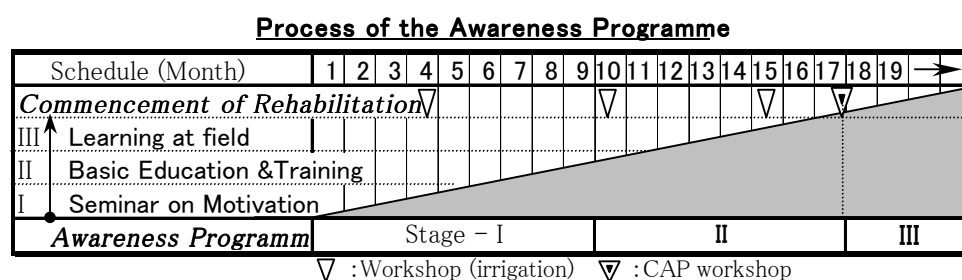 Process of the Awareness Programme
Schedule (Month) 1 2 3 4 5 6 7 8 9 10 11 12 13 14 15 16 17 18 19
Commencement of Rehabilitation
III Learning at field
II Basic Education &Training
I Seminar on Motivation
Awareness Programm Stage - I II III
:Workshop (irrigation) :CAP workshop